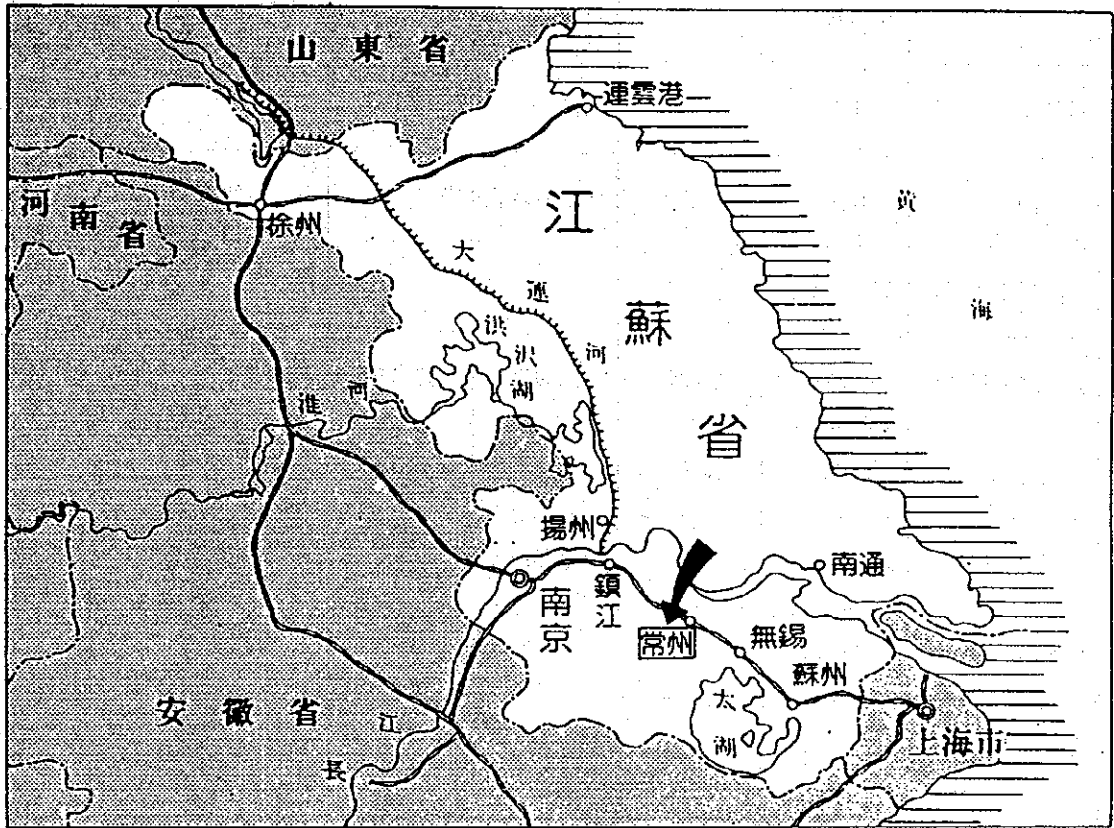 山東省
連雲港
河南省
徐州
江蘇省
黄海
大運河
洪沢湖
淮河
揚州
南京
鎮江
常州
無錫
蘇州
南通
太湖
上海市
安徽省
長江